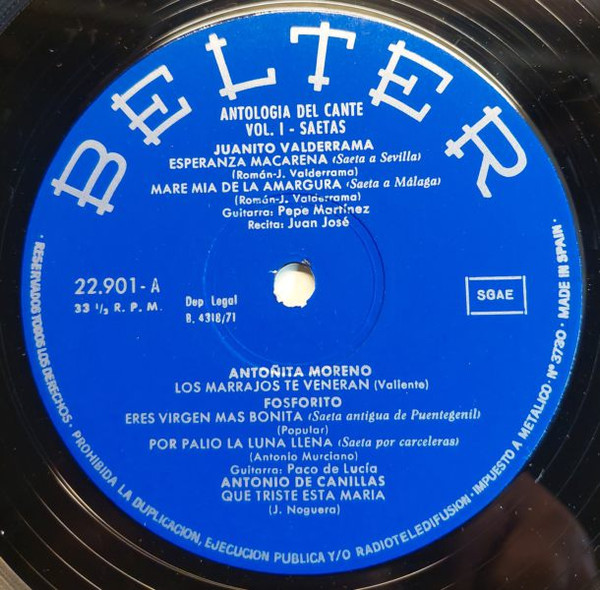 BELTER
ANTOLOGIA DEL CANTE
VOL. I - SAETAS
JUANITO VALDERRAMA
ESPERANZA MACARENA (Saeta a Sevilla)
(Román-J. Valderrama)
MARE MIA DE LA AMARGURA (Saeta a Málaga)
(Román-J. Valderrama)
Guitarra: Pepe Martínez
Recita: Juan José
22.901-A
33 1/3 R. P. M.
Dep Legal
B. 4318/71
SGAE
ANTOÑITA MORENO
LOS MARRAJOS TE VENERAN (Valiente)
FOSFORITO
ERES VIRGEN MAS BONITA (Saeta antigua de Puentegenil)
(Popular)
POR PALIO LA LUNA LLENA (Saeta por carceleras)
(Antonio Murciano)
Guitarra: Paco de Lucía
ANTONIO DE CANILLAS
QUE TRISTE ESTA MARIA
(J. Noguera)
· RESERVADOS TODOS LOS DERECHOS · PROHIBIDA LA DUPLICACION, EJECUCION PUBLICA Y/O RADIOTELEDIFUSION · IMPUESTO A METALICO · Nº 3730 · MADE IN SPAIN ·